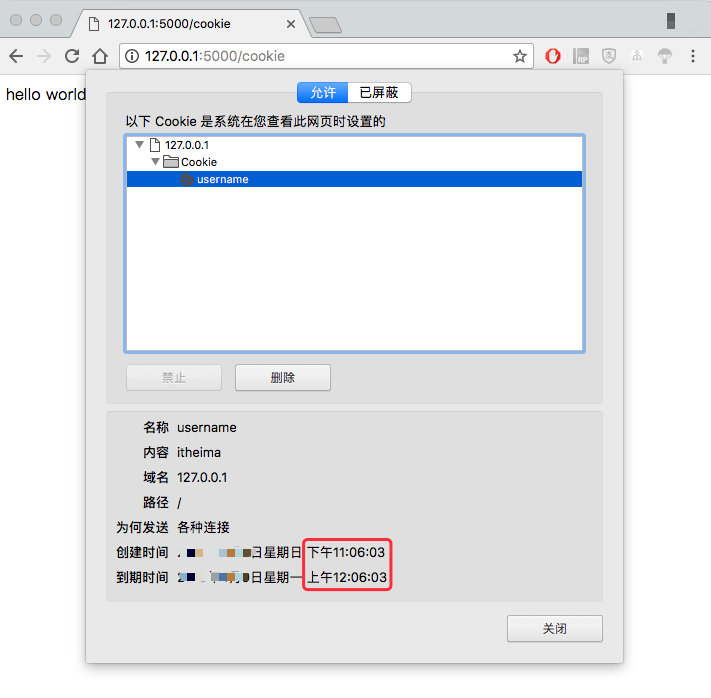 127.0.0.1:5000/cookie
127.0.0.1:5000/cookie
RP
hello world
允许 已屏蔽
以下 Cookie 是系统在您查看此网页时设置的
127.0.0.1
Cookie
username
禁止 删除
名称 username
内容 itheima
域名 127.0.0.1
路径 /
为何发送 各种连接
创建时间 日星期日 下午11:06:03
到期时间 日星期一 上午12:06:03
关闭